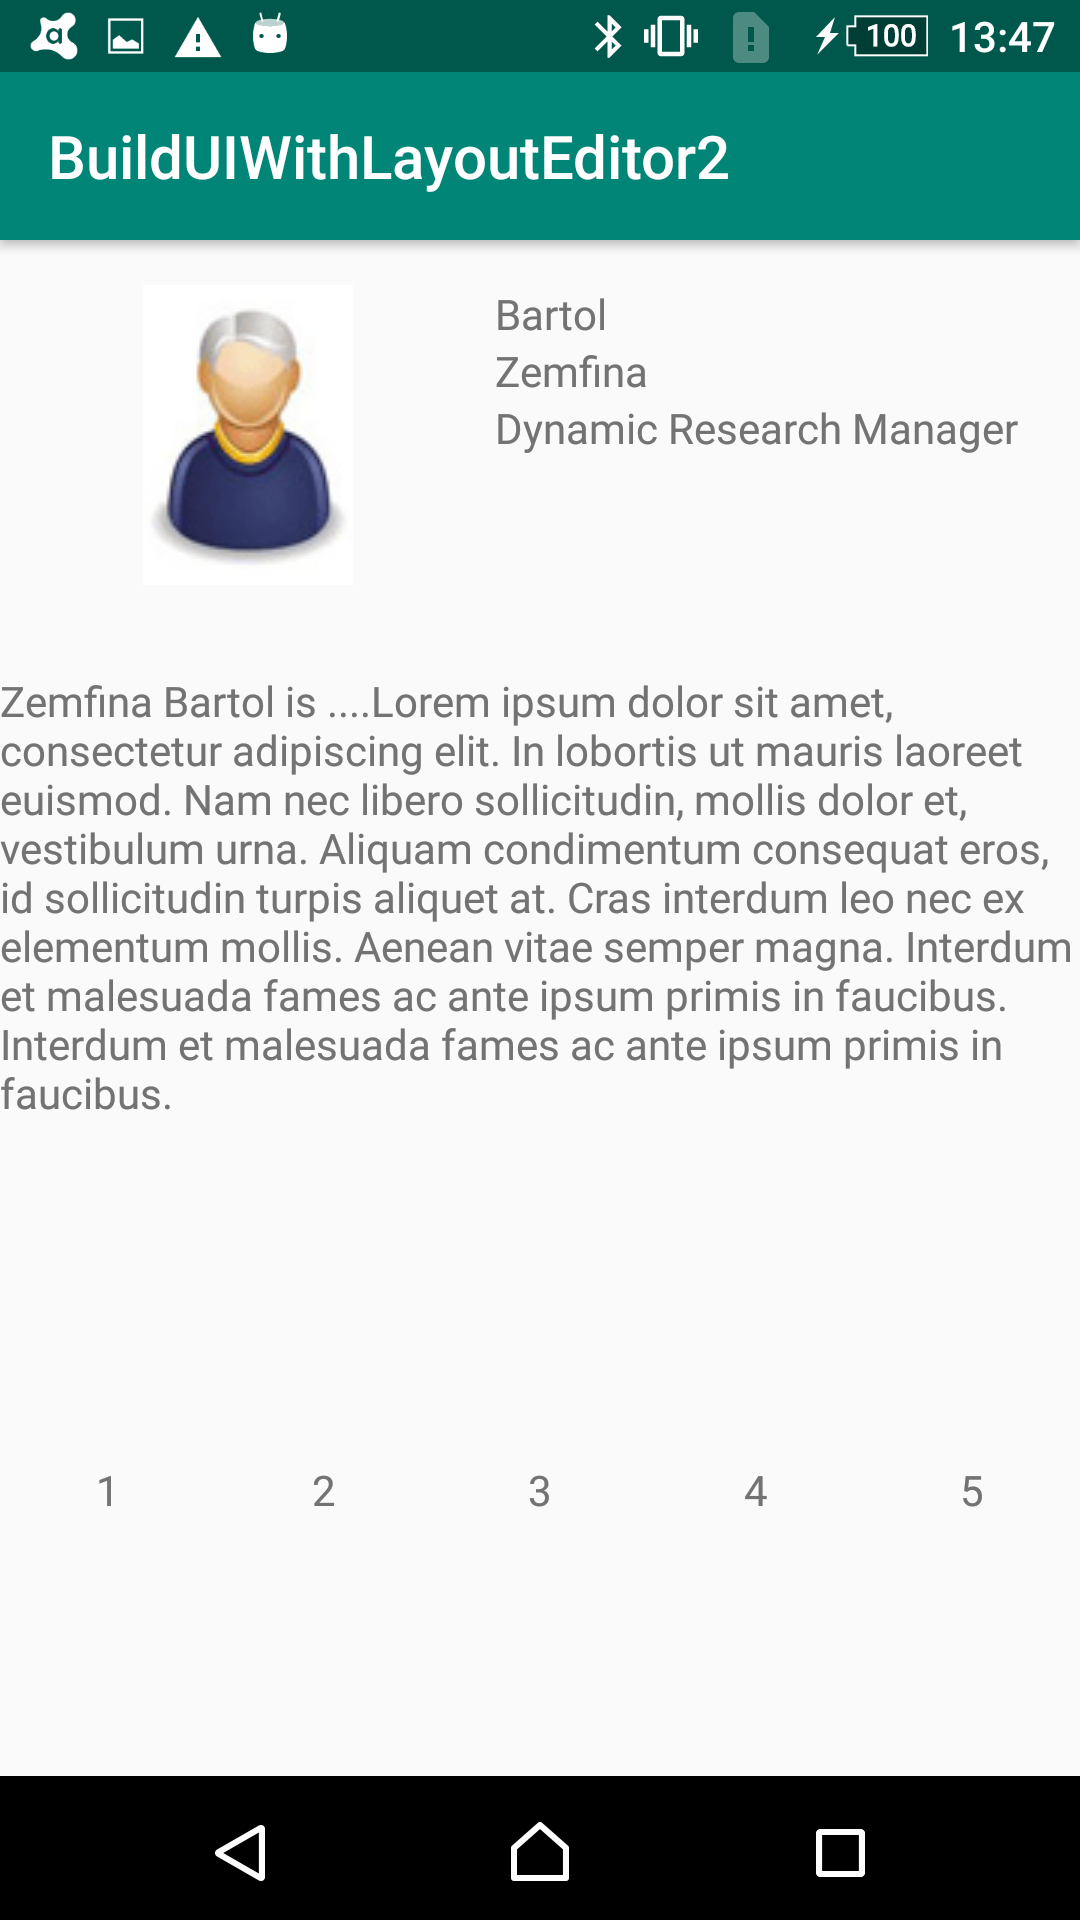 100 13:47
BuildUIWithLayoutEditor2
Bartol
Zemfina
Dynamic Research Manager
Zemfina Bartol is ....Lorem ipsum dolor sit amet,
consectetur adipiscing elit. In lobortis ut mauris laoreet
euismod. Nam nec libero sollicitudin, mollis dolor et,
vestibulum urna. Aliquam condimentum consequat eros,
id sollicitudin turpis aliquet at. Cras interdum leo nec ex
elementum mollis. Aenean vitae semper magna. Interdum
et malesuada fames ac ante ipsum primis in faucibus.
Interdum et malesuada fames ac ante ipsum primis in
faucibus.
1 2 3 4 5